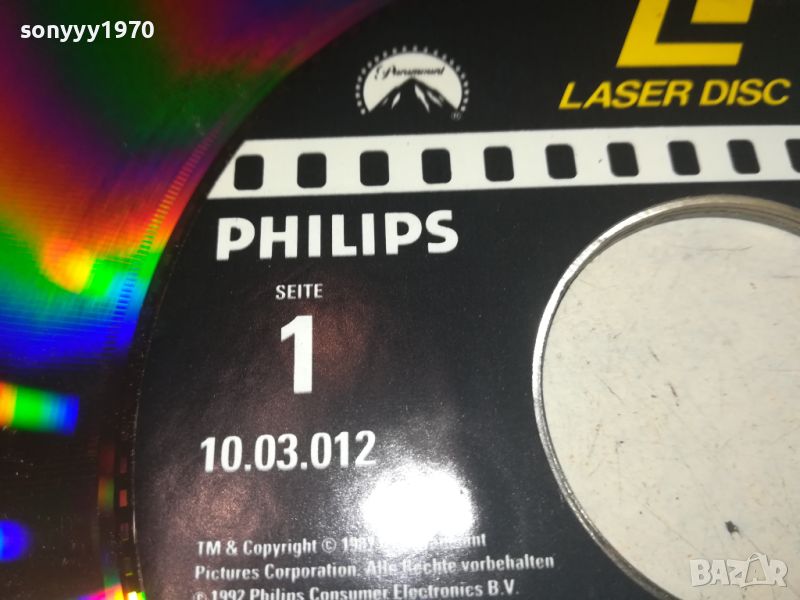 sonyyy1970
Paramount
®
LASER DISC
PHILIPS
SEITE
1
10.03.012
TM & Copyright ©
Pictures Corporation. Alle Rechte vorbehalten
© 1992 Philips Consumer Electronics B.V.
BAZAR